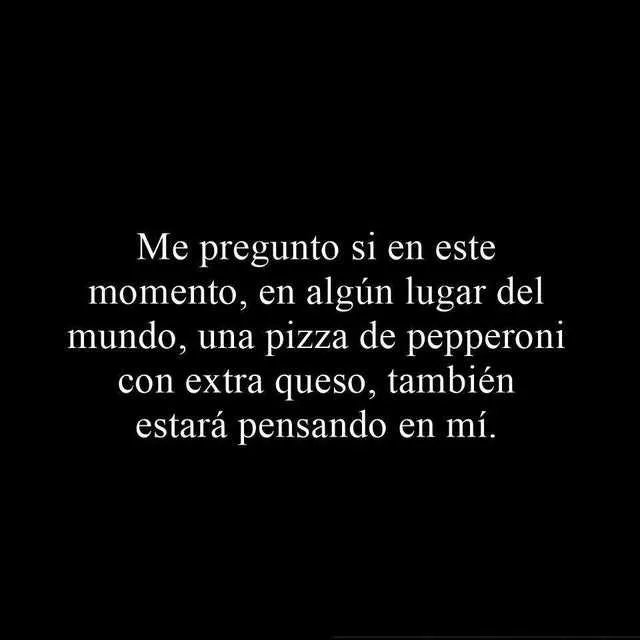 Me pregunto si en este
momento, en algún lugar del
mundo, una pizza de pepperoni
con extra queso, también
estará pensando en mí.